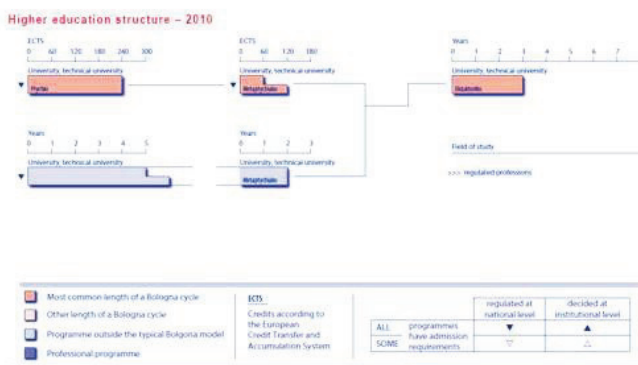 Higher education structure – 2010
ECTS
0 60 120 180 240 300
University, technical university
Ptychio
ECTS
0 60 120 180
University, technical university
Metaptychiako
Years
0 1 2 3 4 5 6 7
University, technical university
Didaktoriko
Years
0 1 2 3 4 5
University, technical university
Years
0 1 2 3
University, technical university
Metaptychiako
Field of study
>>> regulated professions
Most common length of a Bologna cycle
Other length of a Bologna cycle
Programme outside the typical Bolgona model
Professional programme
ECTS
Credits according to
the European
Credit Transfer and
Accumulation System
regulated at
national level
decided at
institutional level
ALL
SOME
programmes
have admission
requirements